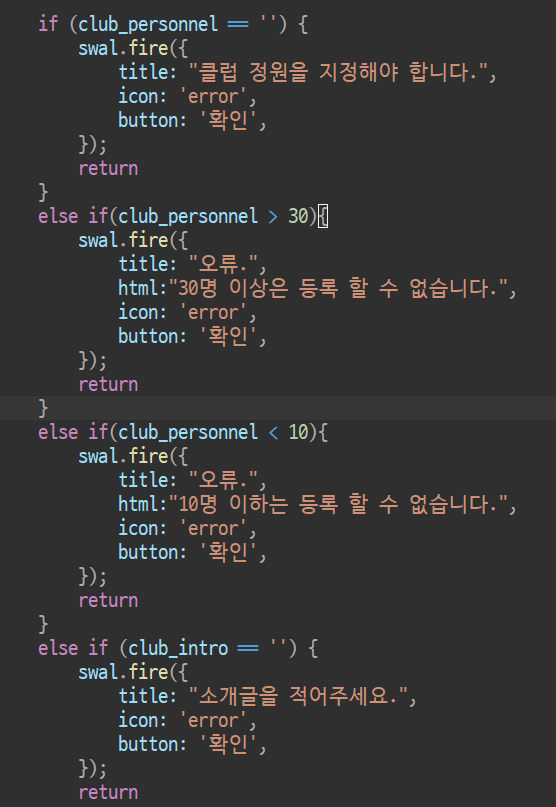 if (club_personnel == '') {
swal.fire({
title: "클럽 정원을 지정해야 합니다.",
icon: 'error',
button: '확인',
});
return
}
else if(club_personnel > 30){
swal.fire({
title: "오류.",
html:"30명 이상은 등록 할 수 없습니다.",
icon: 'error',
button: '확인',
});
return
}
else if(club_personnel < 10){
swal.fire({
title: "오류.",
html:"10명 이하는 등록 할 수 없습니다.",
icon: 'error',
button: '확인',
});
return
}
else if (club_intro == '') {
swal.fire({
title: "소개글을 적어주세요.",
icon: 'error',
button: '확인',
});
return